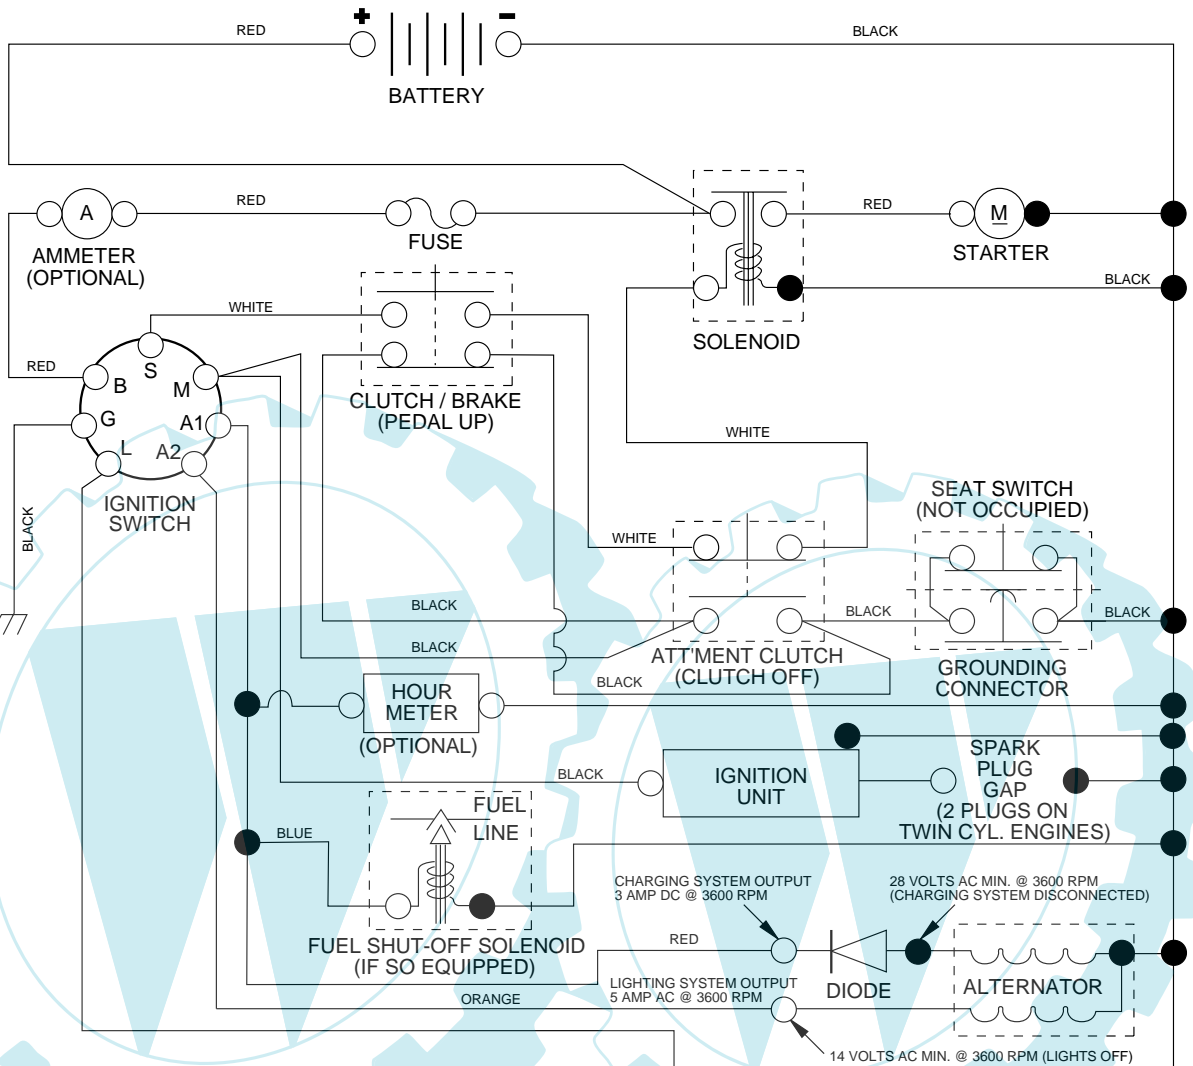 + −
RED
BLACK
BATTERY
RED
A
RED
M
AMMETER
(OPTIONAL)
FUSE
STARTER
BLACK
WHITE
SOLENOID
RED
S
B
M
G
A1
L
A2
CLUTCH / BRAKE
(PEDAL UP)
WHITE
IGNITION
SWITCH
BLACK
SEAT SWITCH
(NOT OCCUPIED)
WHITE
BLACK
BLACK
BLACK
BLACK
ATT'MENT CLUTCH
(CLUTCH OFF)
GROUNDING
CONNECTOR
BLACK
HOUR
METER
(OPTIONAL)
BLACK
IGNITION
UNIT
SPARK
PLUG
GAP
(2 PLUGS ON
TWIN CYL. ENGINES)
FUEL
LINE
BLUE
CHARGING SYSTEM OUTPUT
3 AMP DC @ 3600 RPM
28 VOLTS AC MIN. @ 3600 RPM
(CHARGING SYSTEM DISCONNECTED)
FUEL SHUT-OFF SOLENOID
(IF SO EQUIPPED)
RED
LIGHTING SYSTEM OUTPUT
5 AMP AC @ 3600 RPM
DIODE
ALTERNATOR
ORANGE
14 VOLTS AC MIN. @ 3600 RPM (LIGHTS OFF)